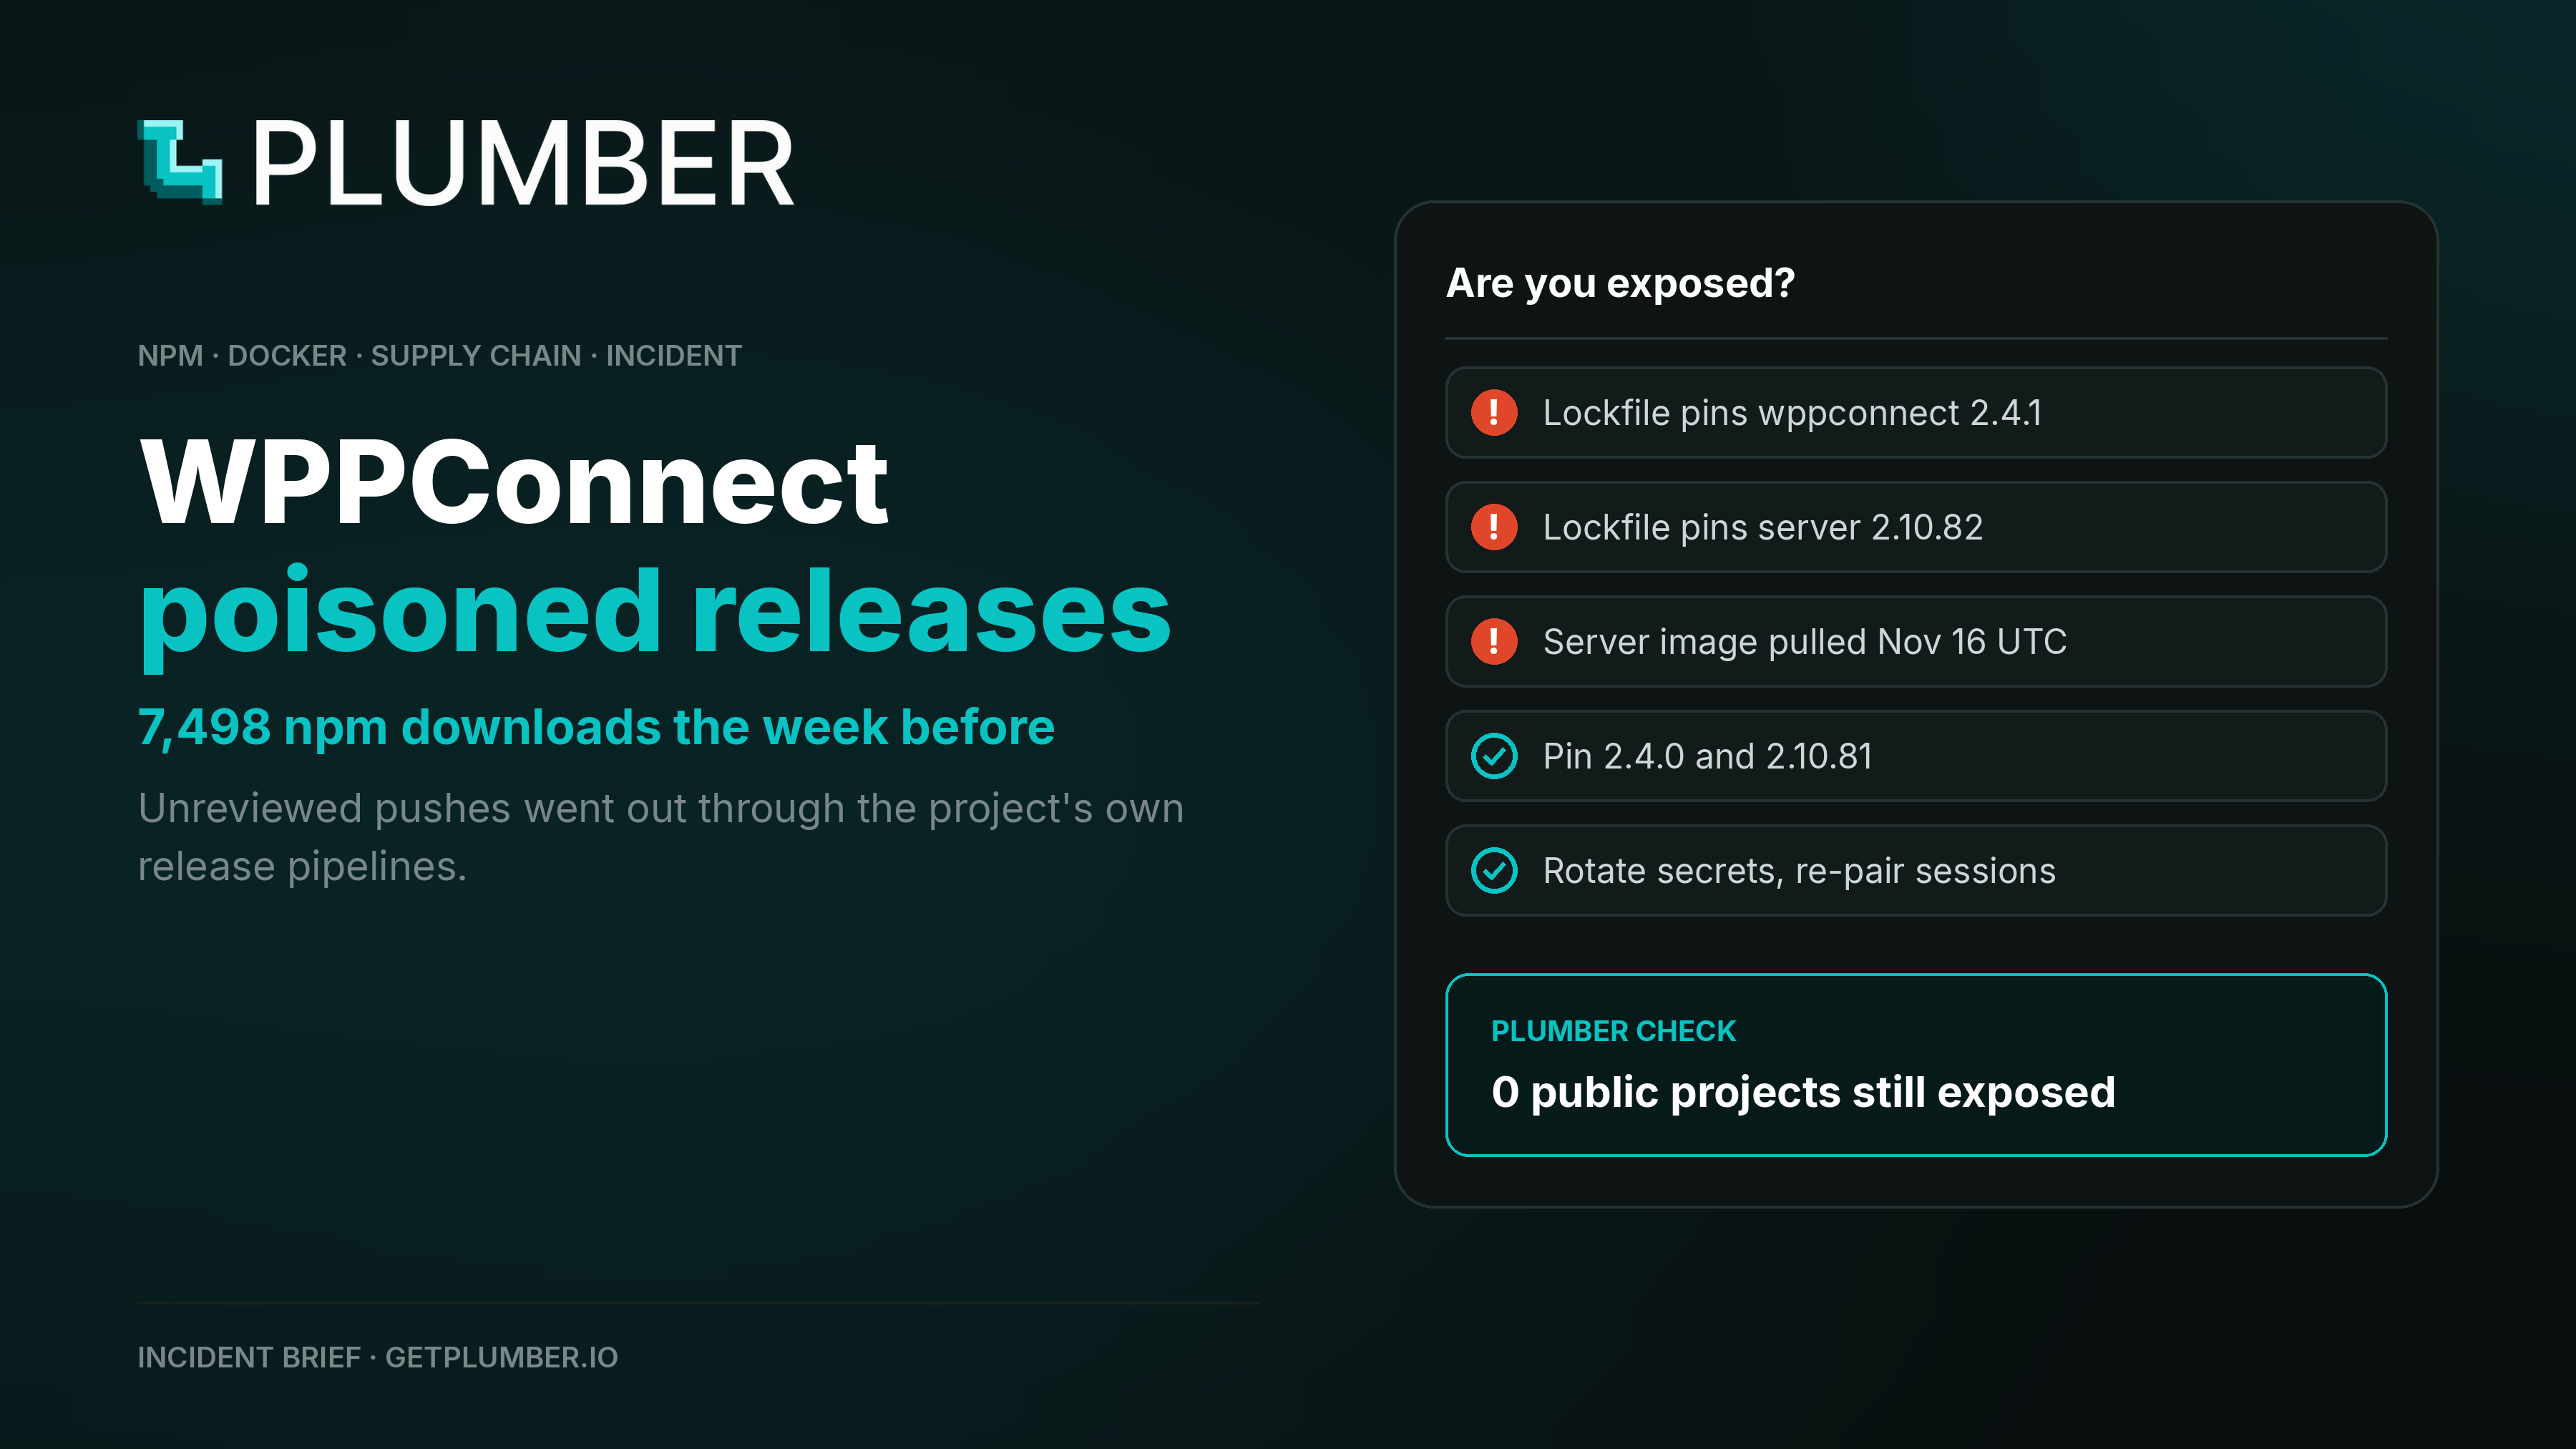 PLUMBER
NPM · DOCKER · SUPPLY CHAIN · INCIDENT
WPPConnect
poisoned releases
7,498 npm downloads the week before
Unreviewed pushes went out through the project's own
release pipelines.
INCIDENT BRIEF · GETPLUMBER.IO
Are you exposed?
! Lockfile pins wppconnect 2.4.1
! Lockfile pins server 2.10.82
! Server image pulled Nov 16 UTC
Pin 2.4.0 and 2.10.81
Rotate secrets, re-pair sessions
PLUMBER CHECK
0 public projects still exposed